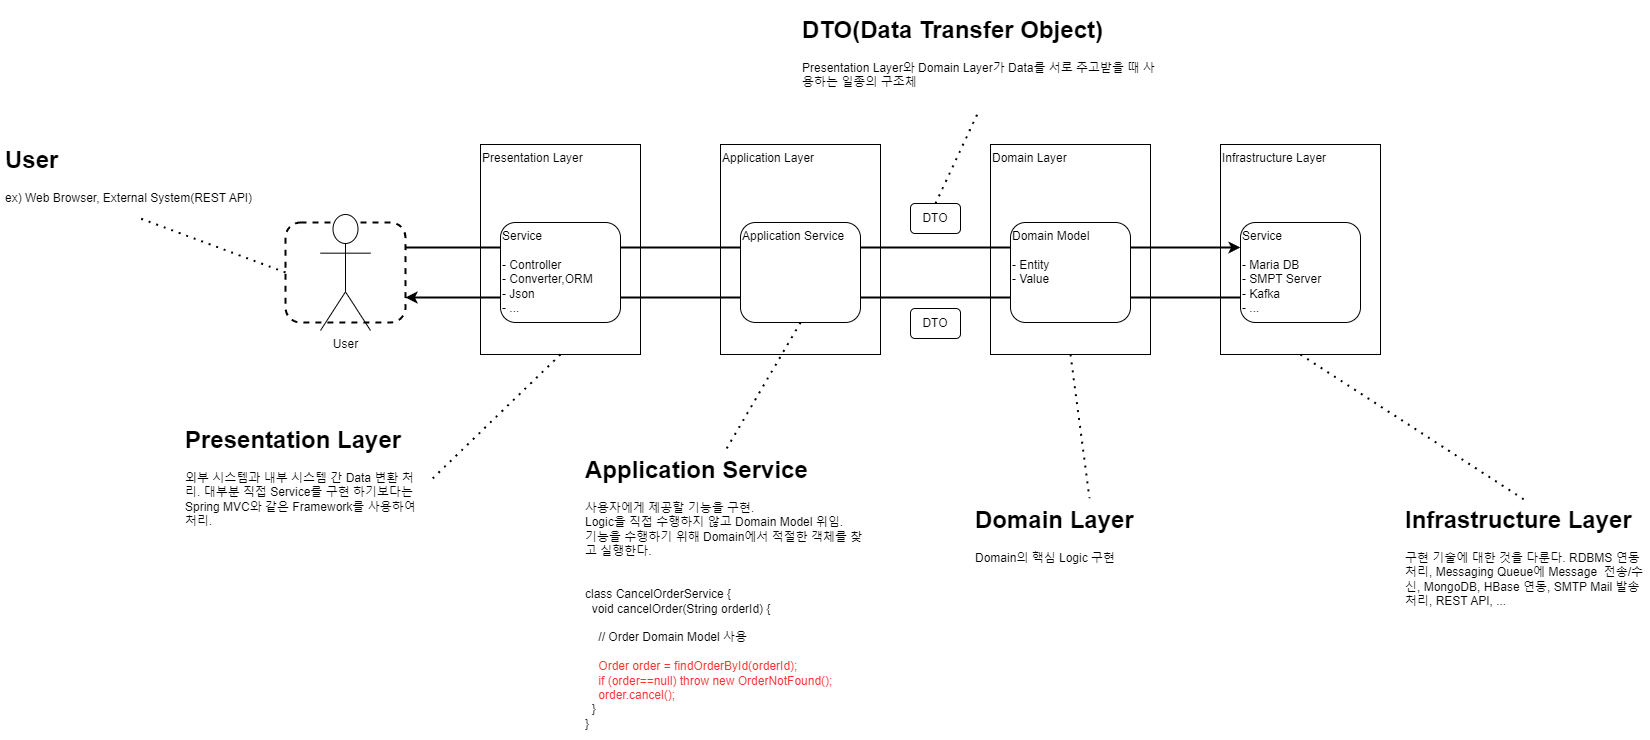 DTO(Data Transfer Object)
Presentation Layer와 Domain Layer가 Data를 서로 주고받을 때 사
용하는 일종의 구조체
User
ex) Web Browser, External System(REST API)
User
Presentation Layer
Service
- Controller
- Converter,ORM
- Json
- ...
Application Layer
Application Service
DTO
DTO
Domain Layer
Domain Model
- Entity
- Value
Infrastructure Layer
Service
- Maria DB
- SMPT Server
- Kafka
- ...
Presentation Layer
외부 시스템과 내부 시스템 간 Data 변환 처
리. 대부분 직접 Service를 구현 하기보다는
Spring MVC와 같은 Framework를 사용하여
처리.
Application Service
사용자에게 제공할 기능을 구현.
Logic을 직접 수행하지 않고 Domain Model 위임.
기능을 수행하기 위해 Domain에서 적절한 객체를 찾
고 실행한다.
class CancelOrderService {
void cancelOrder(String orderId) {
// Order Domain Model 사용
Order order = findOrderById(orderId);
if (order==null) throw new OrderNotFound();
order.cancel();
}
}
Domain Layer
Domain의 핵심 Logic 구현
Infrastructure Layer
구현 기술에 대한 것을 다룬다. RDBMS 연동
처리, Messaging Queue에 Message 전송/수
신, MongoDB, HBase 연동, SMTP Mail 발송
처리, REST API, ...